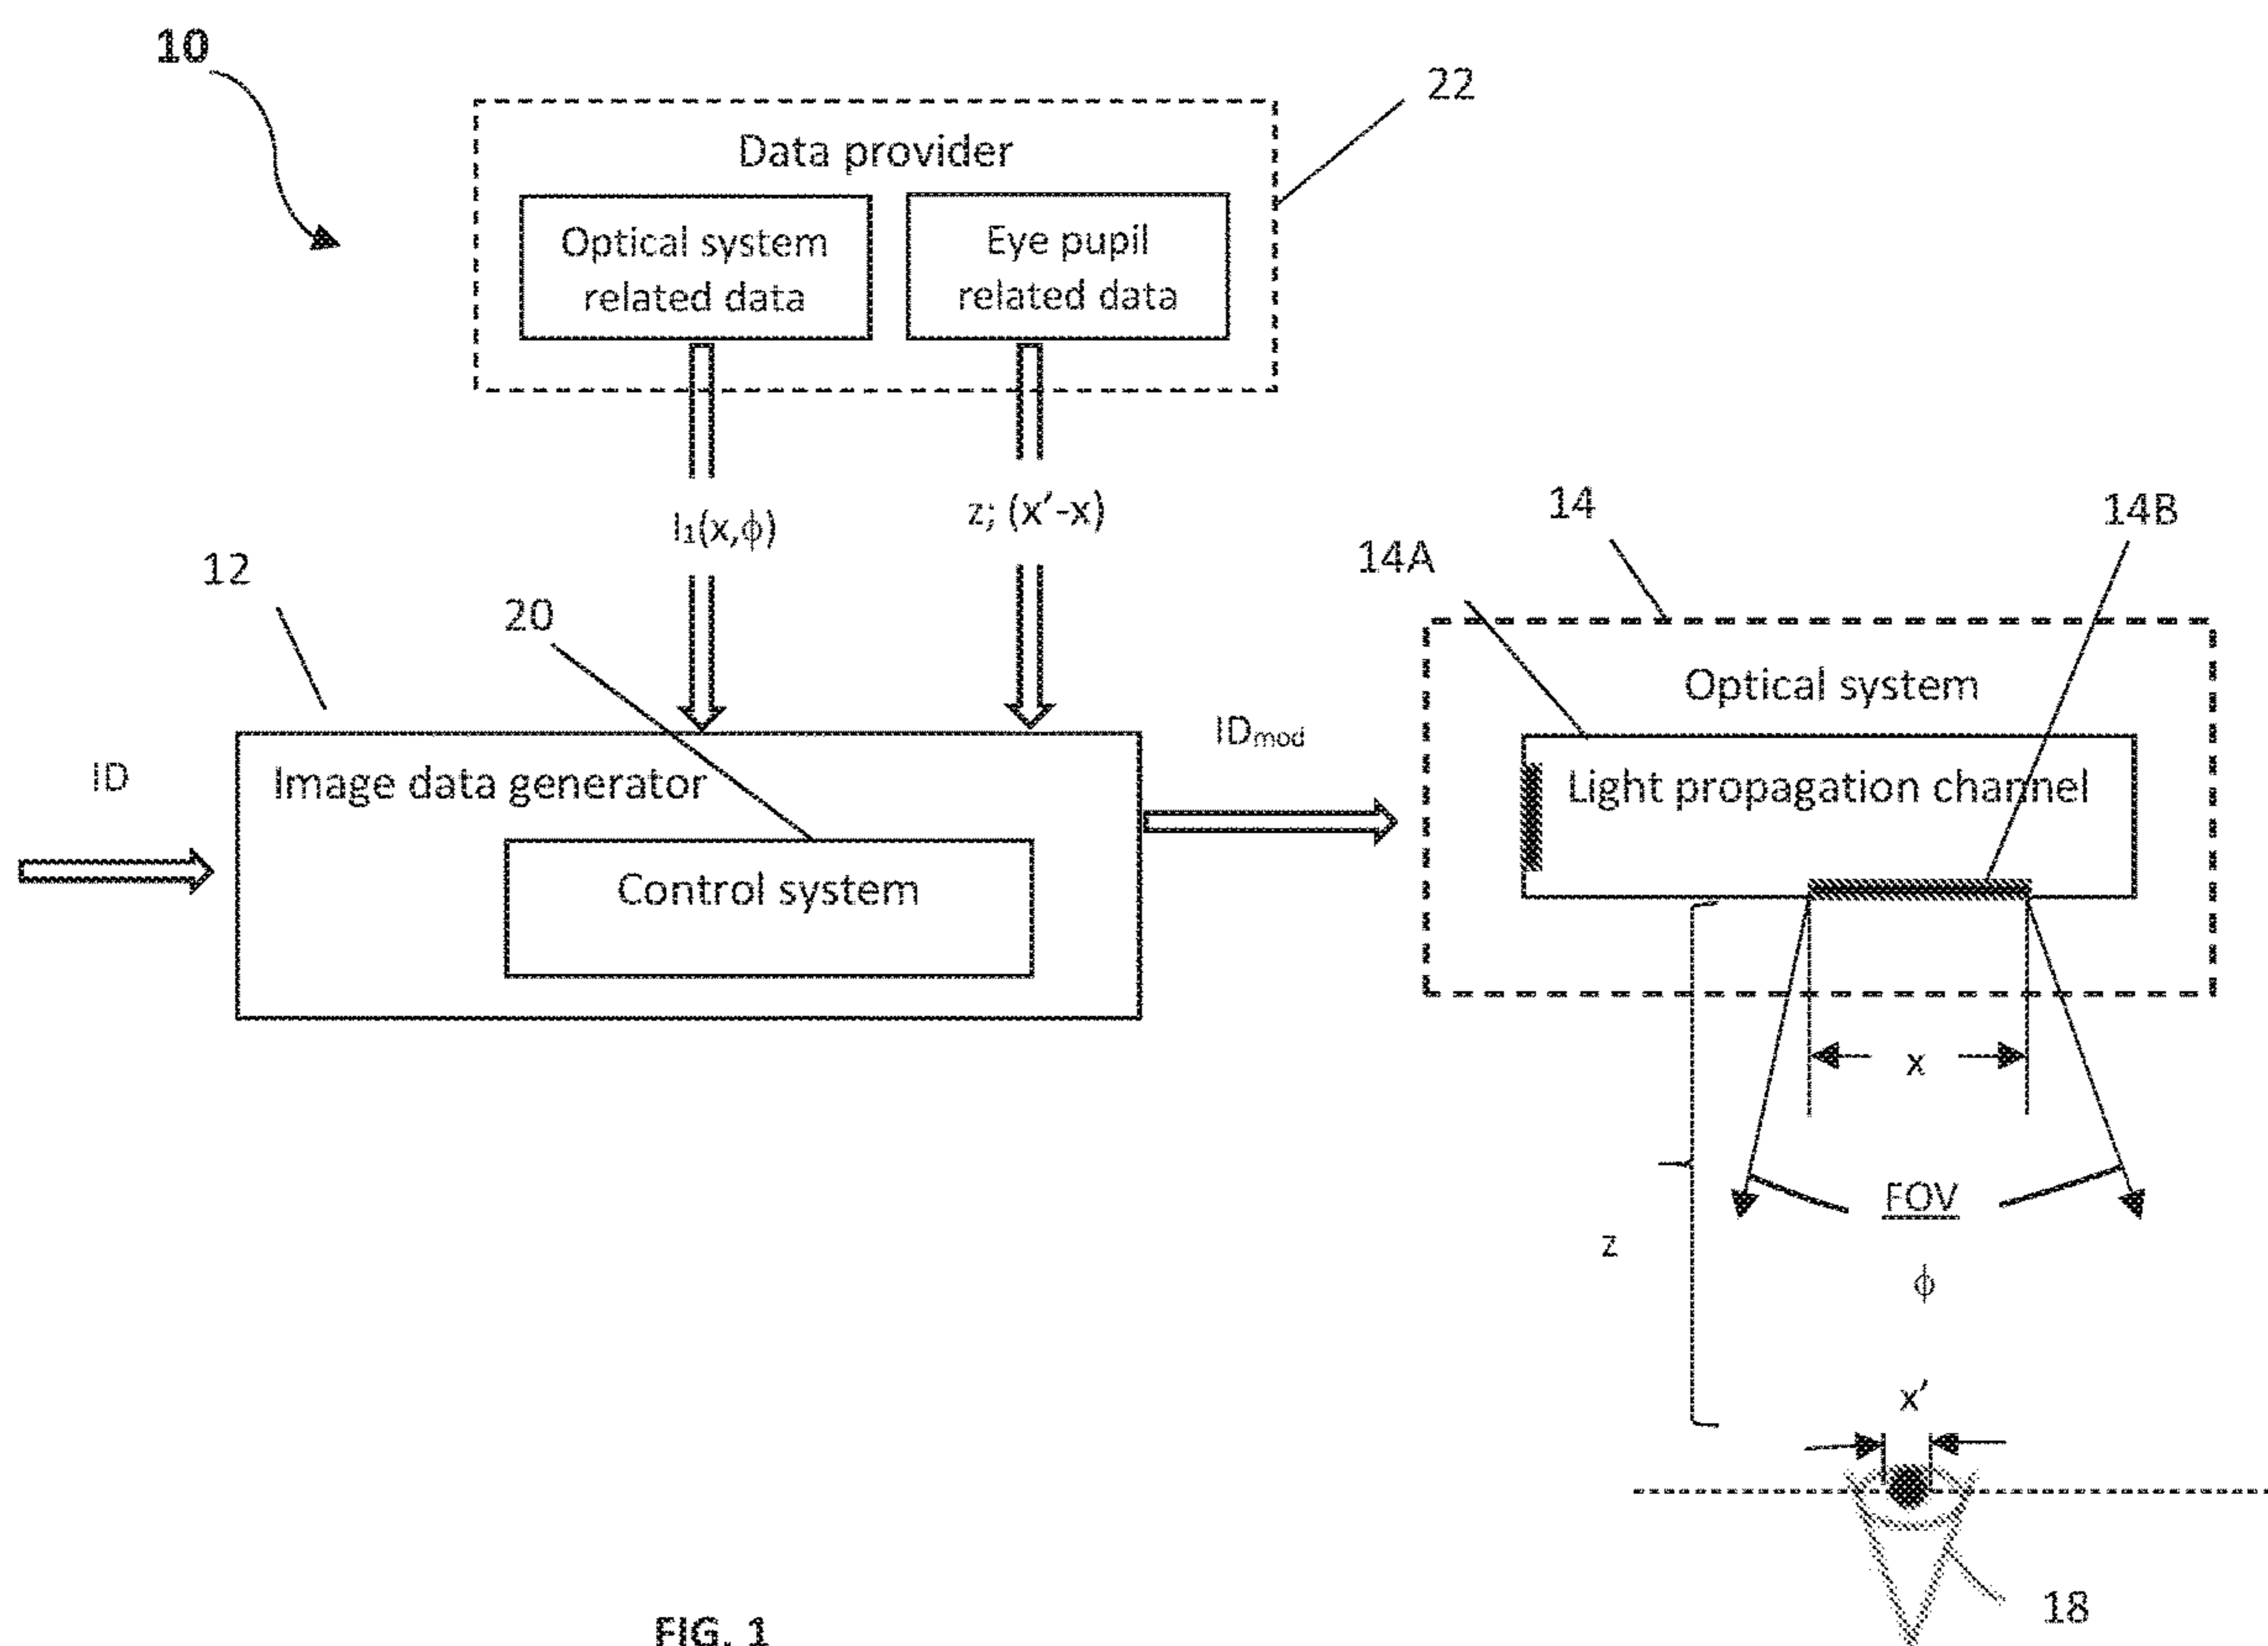 10
22
Data provider
Optical system
related data
Eye pupil
related data
I₁(x,ϕ)
z; (x'-x)
12
20
14
14A
14B
ID
Image data generator
Control system
ID_mod
Optical system
Light propagation channel
x
FOV
z
ϕ
x'
18
FIG. 1